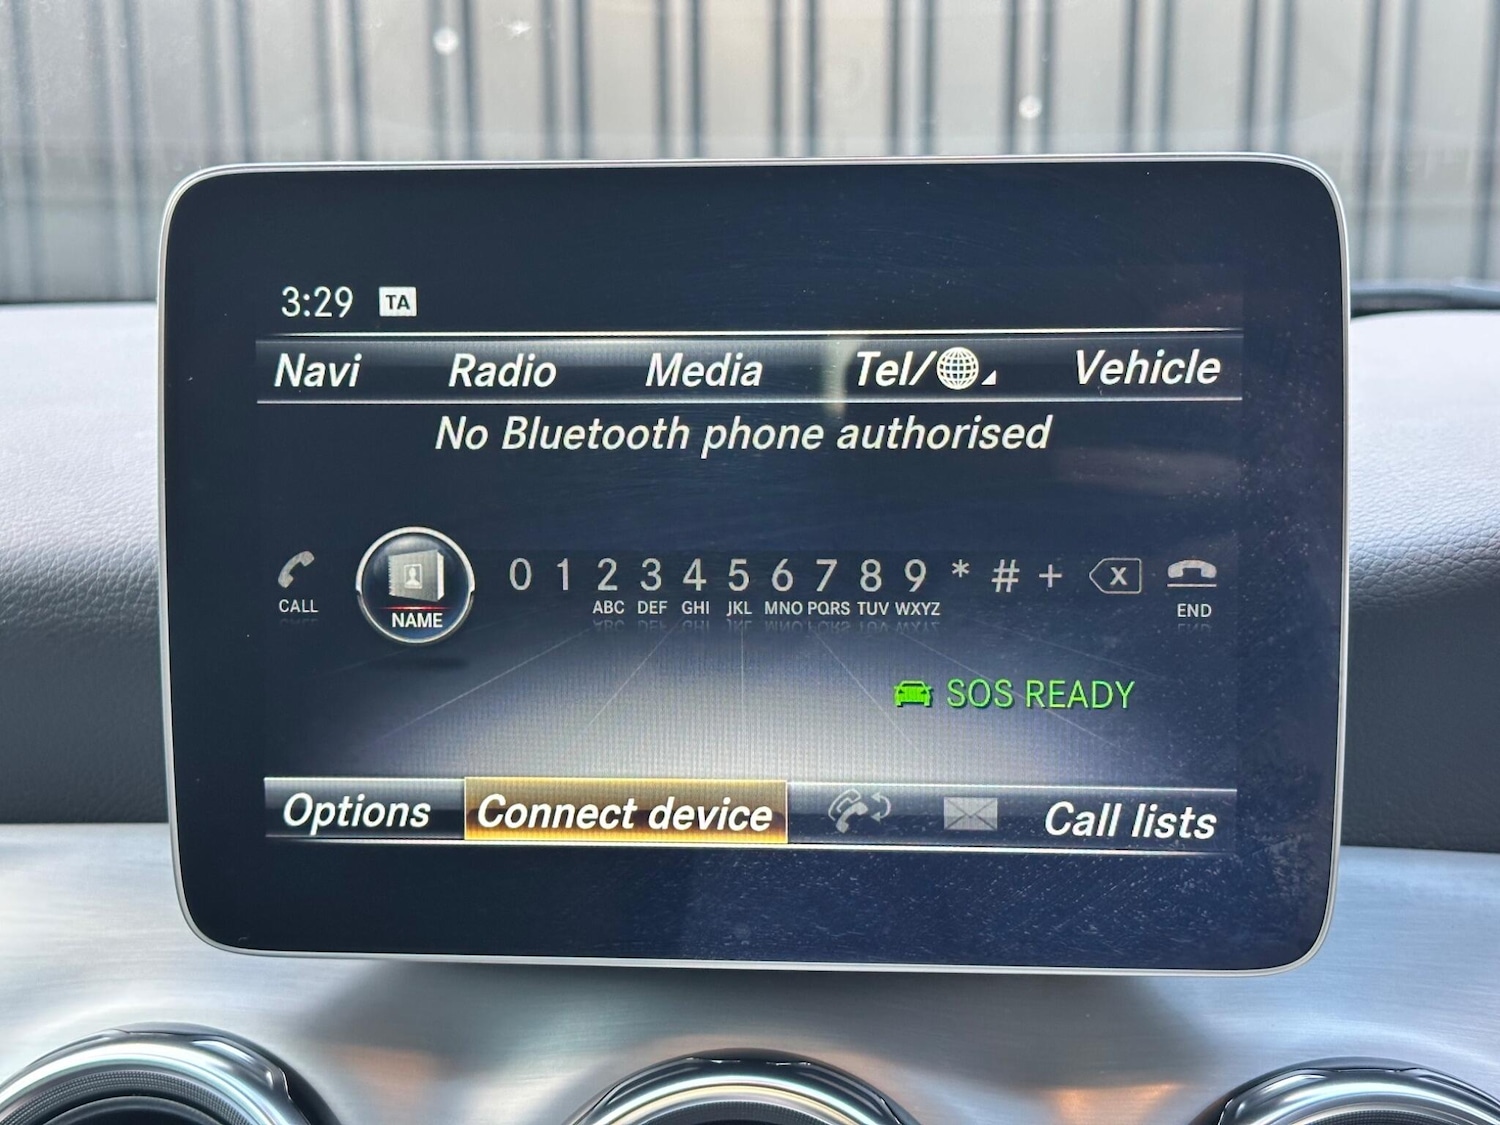 3:29 TA
Navi Radio Media Tel/ Vehicle
No Bluetooth phone authorised
0 1 2 3 4 5 6 7 8 9 * # + X
CALL NAME ABC DEF GHI JKL MNO PQRS TUV WXYZ END
SOS READY
Options Connect device Call lists